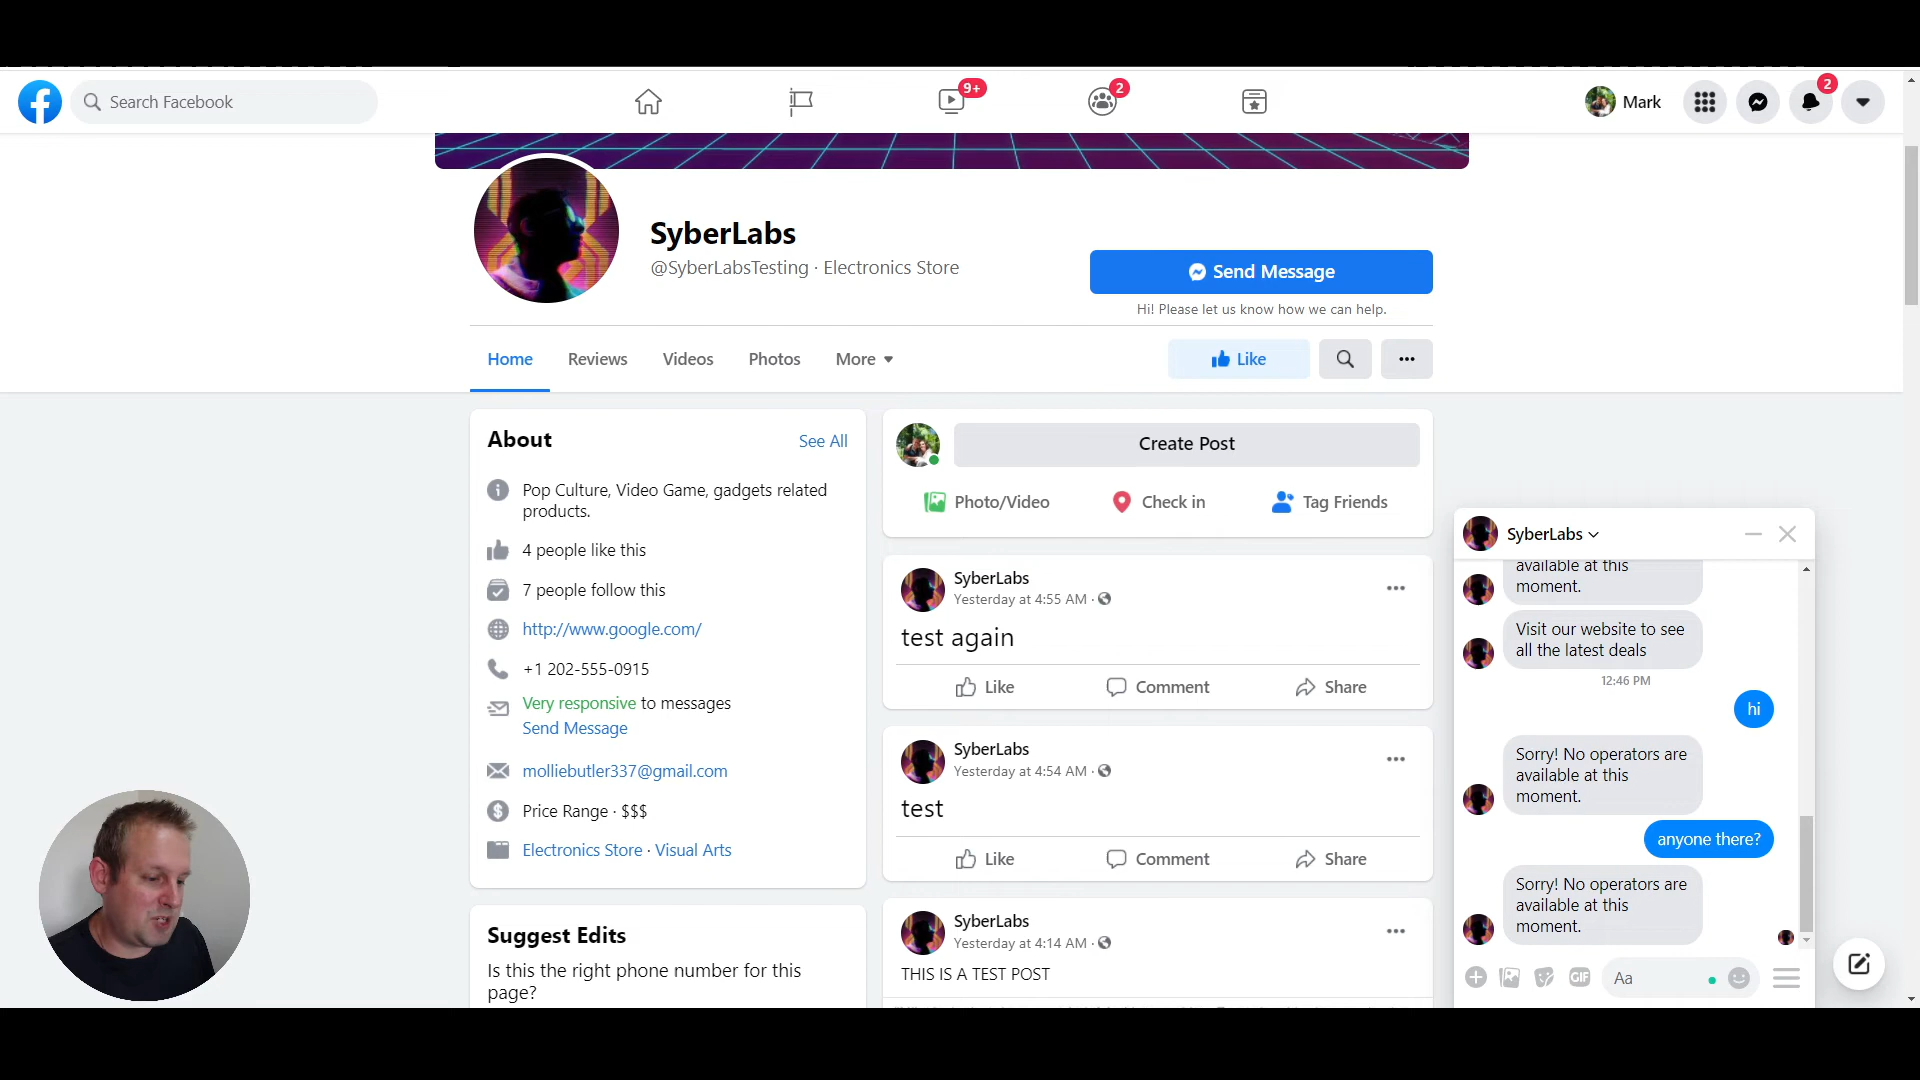 Search Facebook
9+
2
Mark
2
SyberLabs
@SyberLabsTesting · Electronics Store
Send Message
Hi! Please let us know how we can help.
Home
Reviews
Videos
Photos
More
Like
About
See All
Pop Culture, Video Game, gadgets related
products.
4 people like this
7 people follow this
http://www.google.com/
+1 202-555-0915
Very responsive to messages
Send Message
molliebutler337@gmail.com
Price Range · $$$
Electronics Store · Visual Arts
Suggest Edits
Is this the right phone number for this
page?
Create Post
Photo/Video
Check in
Tag Friends
SyberLabs
Yesterday at 4:55 AM ·
test again
Like
Comment
Share
SyberLabs
Yesterday at 4:54 AM ·
test
Like
Comment
Share
SyberLabs
Yesterday at 4:14 AM ·
THIS IS A TEST POST
SyberLabs
available at this
moment.
Visit our website to see
all the latest deals
12:46 PM
hi
Sorry! No operators are
available at this
moment.
anyone there?
Sorry! No operators are
available at this
moment.
GIF
Aa